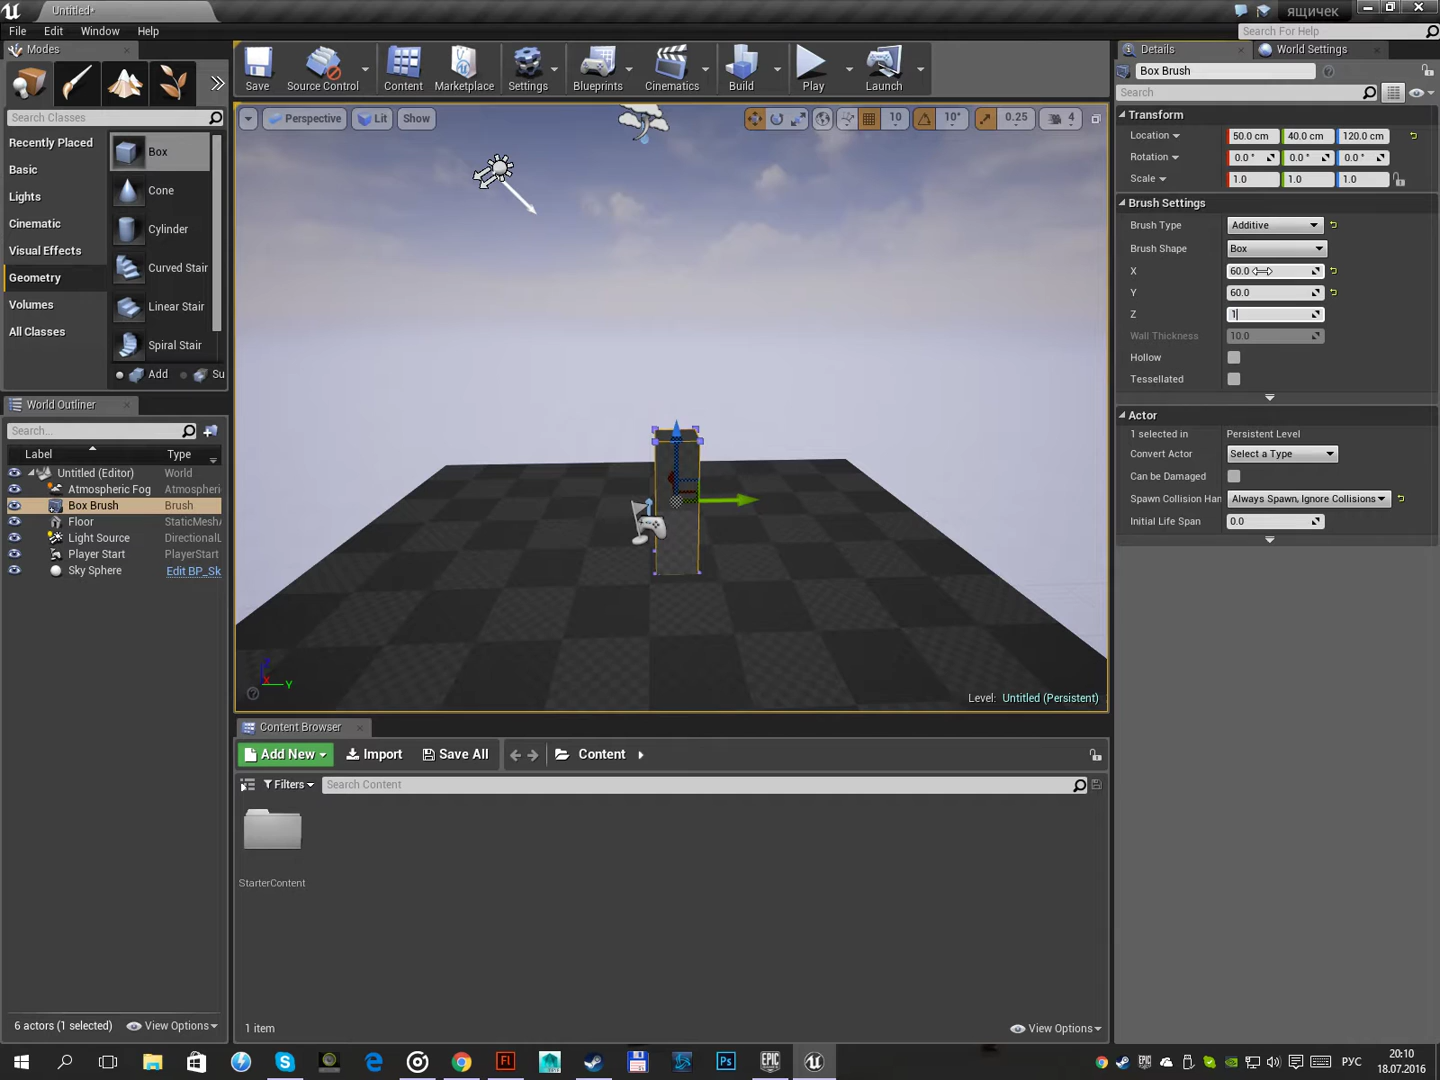 Untitled*
ящичек
File Edit Window Help
Search For Help
Modes
Search Classes
Recently Placed
Basic
Lights
Cinematic
Visual Effects
Geometry
Volumes
All Classes
Box
Cone
Cylinder
Curved Stair
Linear Stair
Spiral Stair
Add Su
Save
Source Control
Content
Marketplace
Settings
Blueprints
Cinematics
Build
Play
Launch
Perspective Lit Show
10 10° 0.25 4
World Outliner
Search...
Label Type
Untitled (Editor) World
Atmospheric Fog Atmospheric
Box Brush Brush
Floor StaticMesh
Light Source DirectionalL
Player Start PlayerStart
Sky Sphere Edit BP_Sk
6 actors (1 selected) View Options
X Y
Level: Untitled (Persistent)
Content Browser
Add New Import Save All Content
Filters Search Content
StarterContent
1 item View Options
Details World Settings
Box Brush
Search
Transform
Location 50.0 cm 40.0 cm 120.0 cm
Rotation 0.0 ° 0.0 ° 0.0 °
Scale 1.0 1.0 1.0
Brush Settings
Brush Type Additive
Brush Shape Box
X 60.0
Y 60.0
Z 1
Wall Thickness 10.0
Hollow
Tessellated
Actor
1 selected in Persistent Level
Convert Actor Select a Type
Can be Damaged
Spawn Collision Han Always Spawn, Ignore Collisions
Initial Life Span 0.0
Fl
Ps
EPIC
EPIC
РУС
20:10
18.07.2016